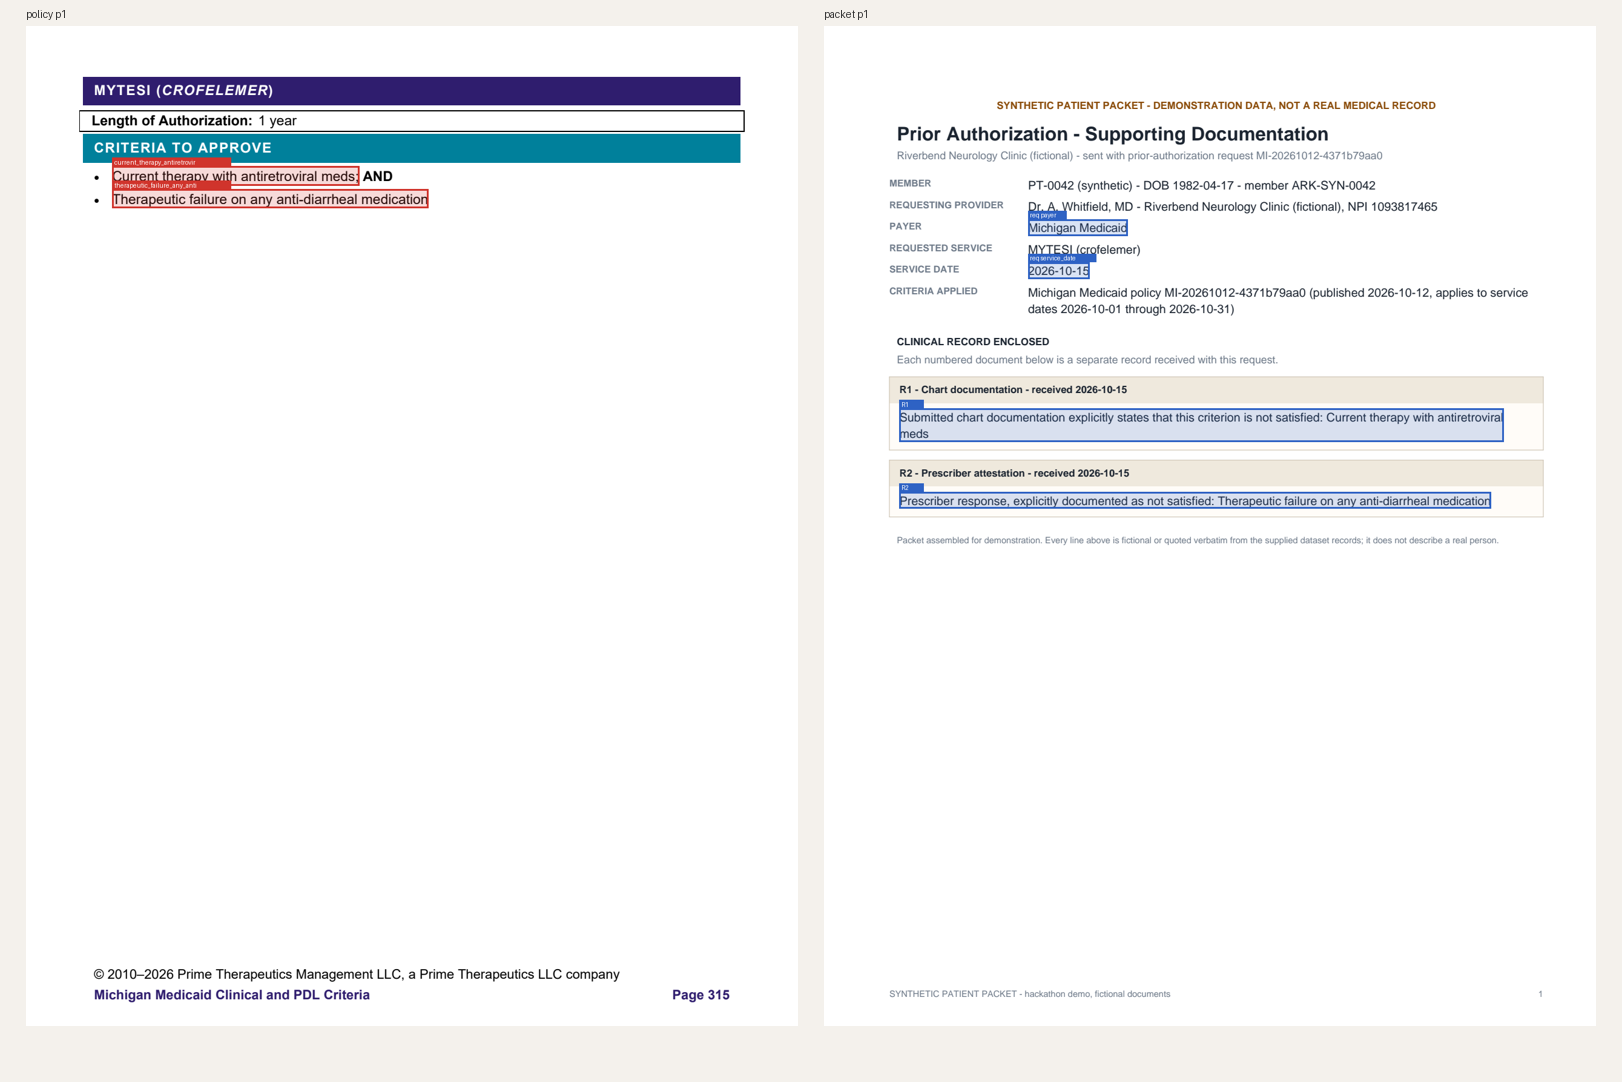 policy p1
MYTESI (CROFELEMER)
Length of Authorization: 1 year
CRITERIA TO APPROVE
current_therapy_antiretrovir
• Current therapy with antiretroviral meds; AND
therapeutic_failure_any_anti
• Therapeutic failure on any anti-diarrheal medication
© 2010–2026 Prime Therapeutics Management LLC, a Prime Therapeutics LLC company
Michigan Medicaid Clinical and PDL Criteria Page 315
packet p1
SYNTHETIC PATIENT PACKET - DEMONSTRATION DATA, NOT A REAL MEDICAL RECORD
Prior Authorization - Supporting Documentation
Riverbend Neurology Clinic (fictional) - sent with prior-authorization request MI-20261012-4371b79aa0
MEMBER PT-0042 (synthetic) - DOB 1982-04-17 - member ARK-SYN-0042
REQUESTING PROVIDER Dr. A. Whitfield, MD - Riverbend Neurology Clinic (fictional), NPI 1093817465
req payer
PAYER Michigan Medicaid
REQUESTED SERVICE MYTESI (crofelemer)
req service_date
SERVICE DATE 2026-10-15
CRITERIA APPLIED Michigan Medicaid policy MI-20261012-4371b79aa0 (published 2026-10-12, applies to service
dates 2026-10-01 through 2026-10-31)
CLINICAL RECORD ENCLOSED
Each numbered document below is a separate record received with this request.
R1 - Chart documentation - received 2026-10-15
R1
Submitted chart documentation explicitly states that this criterion is not satisfied: Current therapy with antiretroviral
meds
R2 - Prescriber attestation - received 2026-10-15
R2
Prescriber response, explicitly documented as not satisfied: Therapeutic failure on any anti-diarrheal medication
Packet assembled for demonstration. Every line above is fictional or quoted verbatim from the supplied dataset records; it does not describe a real person.
SYNTHETIC PATIENT PACKET - hackathon demo, fictional documents 1